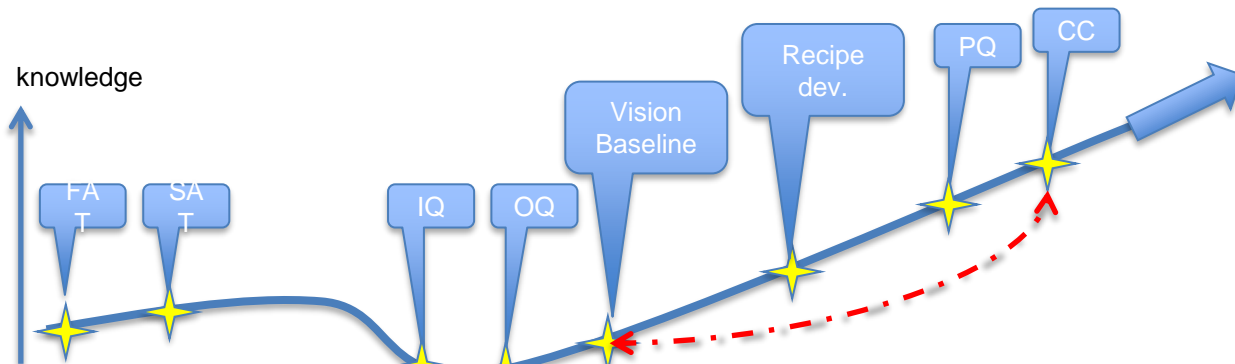 knowledge
FA
T
SA
T
IQ
OQ
Vision
Baseline
Recipe
dev.
PQ
CC